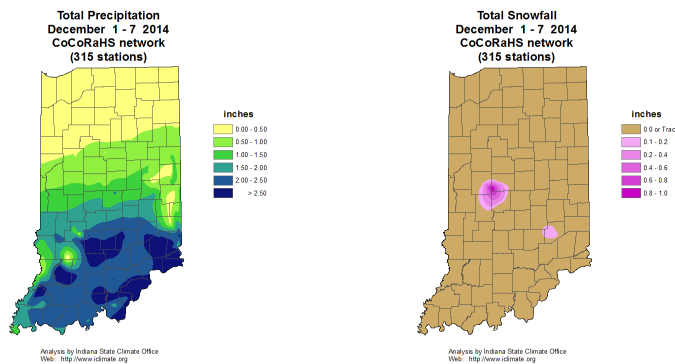 Total Precipitation
December 1 - 7 2014
CoCoRaHS network
(315 stations)
inches
0.00 - 0.50
0.50 - 1.00
1.00 - 1.50
1.50 - 2.00
2.00 - 2.50
> 2.50
Analysis by Indiana State Climate Office
Web: http://www.iclimate.org
Total Snowfall
December 1 - 7 2014
CoCoRaHS network
(315 stations)
inches
0.0 or Trac
0.1 - 0.2
0.2 - 0.4
0.4 - 0.6
0.6 - 0.8
0.8 - 1.0
Analysis by Indiana State Climate Office
Web: http://www.iclimate.org